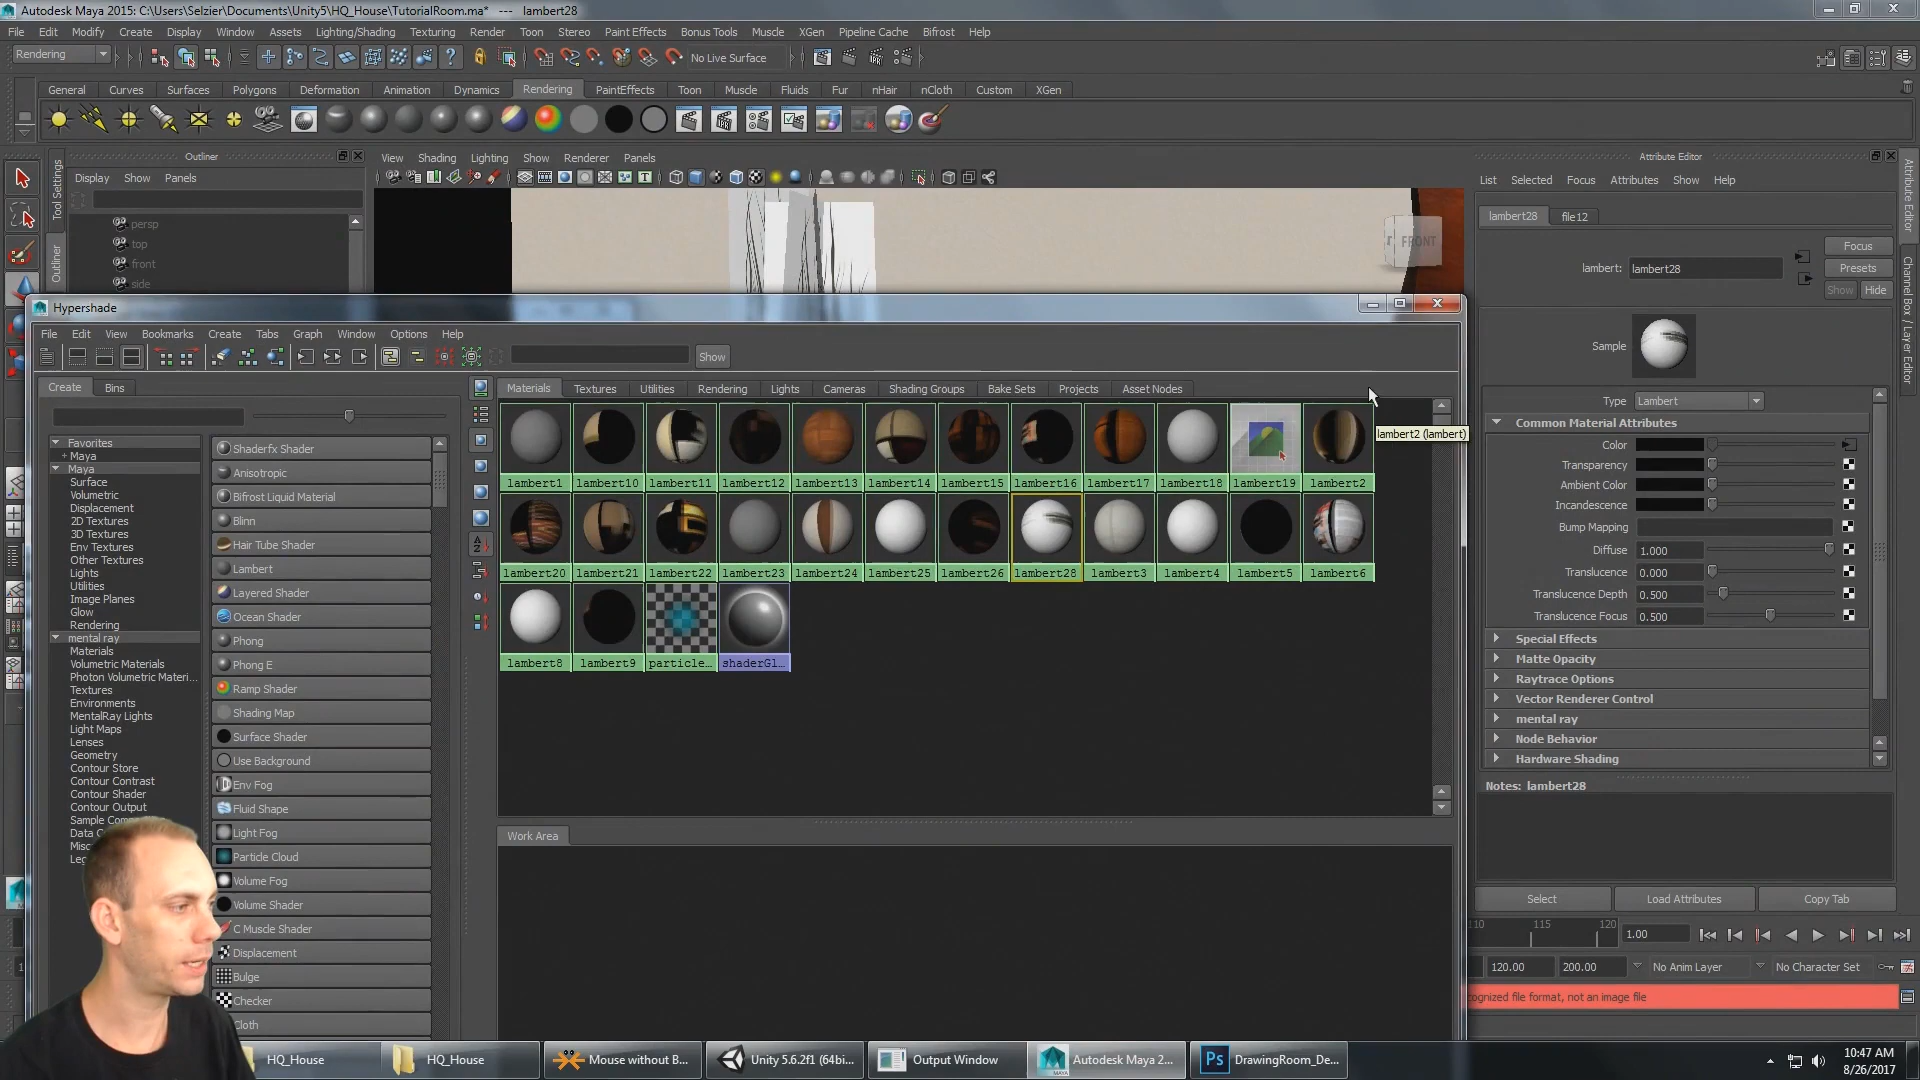 Autodesk Maya 2015: C:\Users\Selzier\Documents\Unity5\HQ_House\TutorialRoom.ma* --- lambert28
File Edit Modify Create Display Window Assets Lighting/Shading Texturing Render Toon Stereo Paint Effects Bonus Tools Muscle XGen Pipeline Cache Bifrost Help
Rendering No Live Surface
General Curves Surfaces Polygons Deformation Animation Dynamics Rendering PaintEffects Toon Muscle Fluids Fur nHair nCloth Custom XGen
Tool Settings
Outliner
Outliner
Display Show Panels
persp
top
front
side
View Shading Lighting Show Renderer Panels
FRONT
Hypershade
File Edit View Bookmarks Create Tabs Graph Window Options Help
Show
Create Bins
Favorites
+ Maya
Maya
Surface
Volumetric
Displacement
2D Textures
3D Textures
Env Textures
Other Textures
Lights
Utilities
Image Planes
Glow
Rendering
mental ray
Materials
Volumetric Materials
Photon Volumetric Materi...
Textures
Environments
MentalRay Lights
Light Maps
Lenses
Geometry
Contour Store
Contour Contrast
Contour Shader
Contour Output
Shaderfx Shader
Anisotropic
Bifrost Liquid Material
Blinn
Hair Tube Shader
Lambert
Layered Shader
Ocean Shader
Phong
Phong E
Ramp Shader
Shading Map
Surface Shader
Use Background
Env Fog
Fluid Shape
Light Fog
Particle Cloud
Volume Fog
Volume Shader
C Muscle Shader
Displacement
Bulge
Checker
Cloth
Materials Textures Utilities Rendering Lights Cameras Shading Groups Bake Sets Projects Asset Nodes
lambert1 lambert10 lambert11 lambert12 lambert13 lambert14 lambert15 lambert16 lambert17 lambert18 lambert19 lambert2
lambert20 lambert21 lambert22 lambert23 lambert24 lambert25 lambert26 lambert28 lambert3 lambert4 lambert5 lambert6
lambert8 lambert9 particle... shaderGl...
lambert2 (lambert)
Work Area
Attribute Editor
List Selected Focus Attributes Show Help
lambert28 file12
Focus
lambert: lambert28
Presets
Show Hide
Sample
Type Lambert
Common Material Attributes
Color
Transparency
Ambient Color
Incandescence
Bump Mapping
Diffuse 1.000
Translucence 0.000
Translucence Depth 0.500
Translucence Focus 0.500
Special Effects
Matte Opacity
Raytrace Options
Vector Renderer Control
mental ray
Node Behavior
Hardware Shading
Notes: lambert28
Select Load Attributes Copy Tab
Attribute Editor
Channel Box / Layer Editor
110 115 120 1.00
120.00 200.00 No Anim Layer No Character Set
cognized file format, not an image file
HQ_House HQ_House Mouse without B... Unity 5.6.2f1 (64bi... Output Window Autodesk Maya 2... DrawingRoom_De...
10:47 AM
8/26/2017